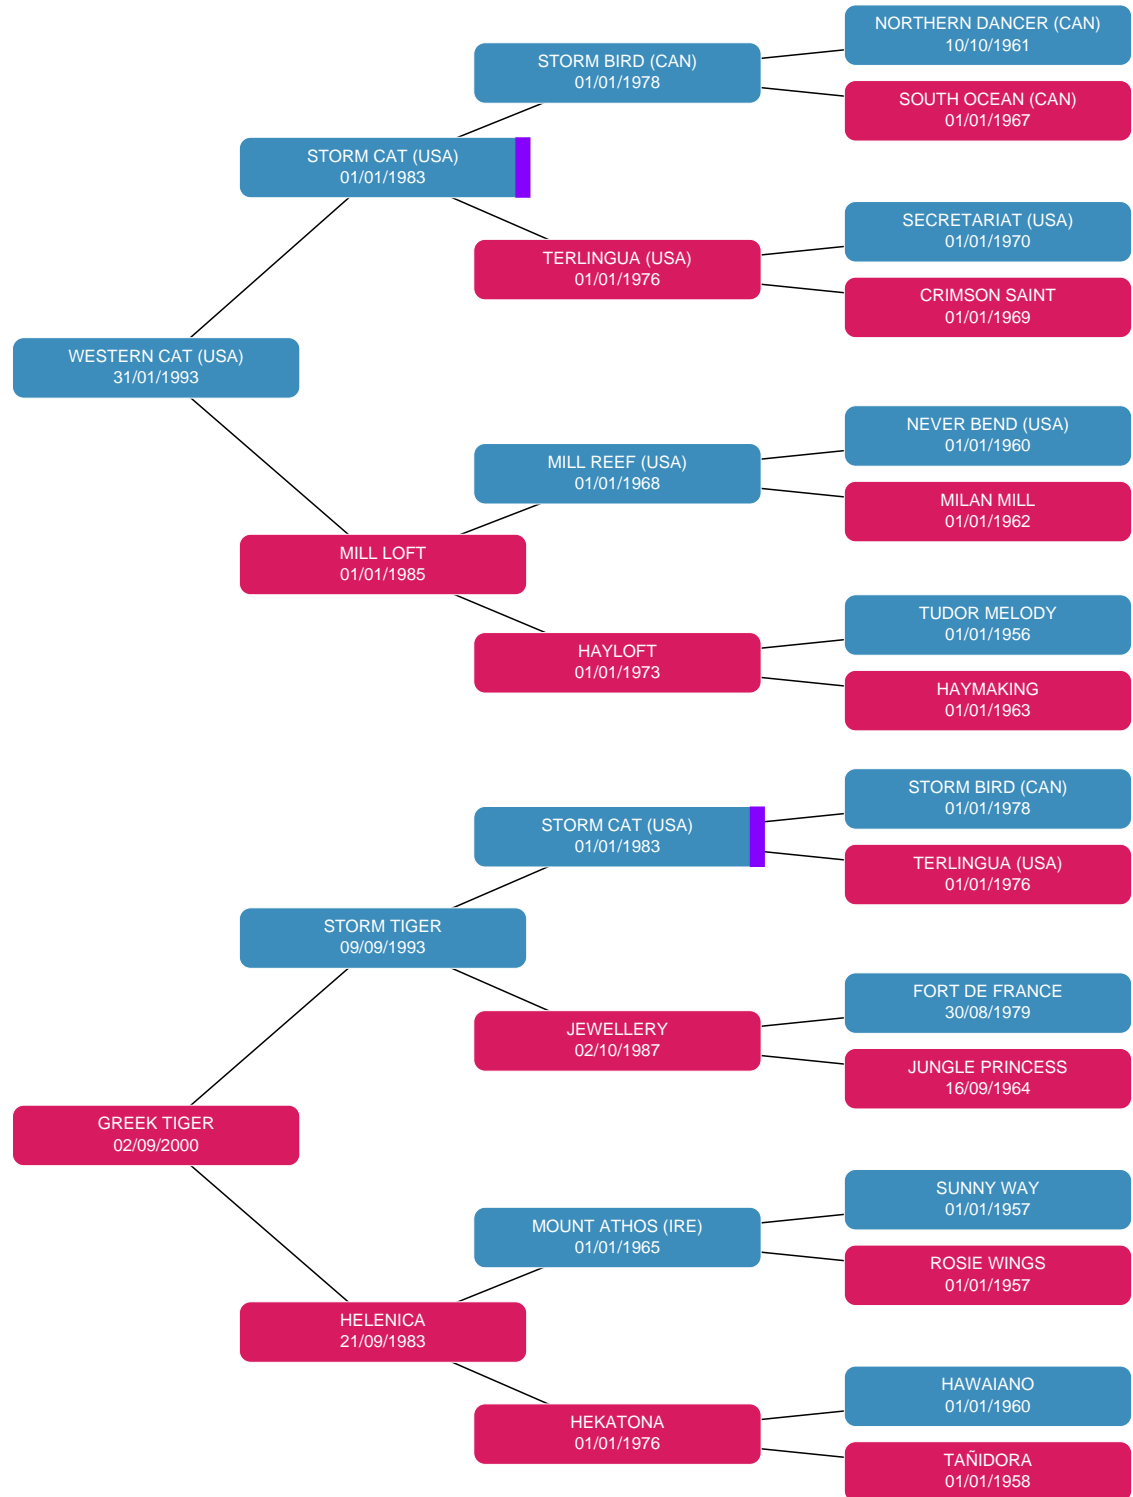 NORTHERN DANCER (CAN)
10/10/1961
STORM BIRD (CAN)
01/01/1978
SOUTH OCEAN (CAN)
01/01/1967
STORM CAT (USA)
01/01/1983
SECRETARIAT (USA)
01/01/1970
TERLINGUA (USA)
01/01/1976
CRIMSON SAINT
01/01/1969
WESTERN CAT (USA)
31/01/1993
NEVER BEND (USA)
01/01/1960
MILL REEF (USA)
01/01/1968
MILAN MILL
01/01/1962
MILL LOFT
01/01/1985
TUDOR MELODY
01/01/1956
HAYLOFT
01/01/1973
HAYMAKING
01/01/1963
STORM BIRD (CAN)
01/01/1978
STORM CAT (USA)
01/01/1983
TERLINGUA (USA)
01/01/1976
STORM TIGER
09/09/1993
FORT DE FRANCE
30/08/1979
JEWELLERY
02/10/1987
JUNGLE PRINCESS
16/09/1964
GREEK TIGER
02/09/2000
SUNNY WAY
01/01/1957
MOUNT ATHOS (IRE)
01/01/1965
ROSIE WINGS
01/01/1957
HELENICA
21/09/1983
HAWAIANO
01/01/1960
HEKATONA
01/01/1976
TAÑIDORA
01/01/1958